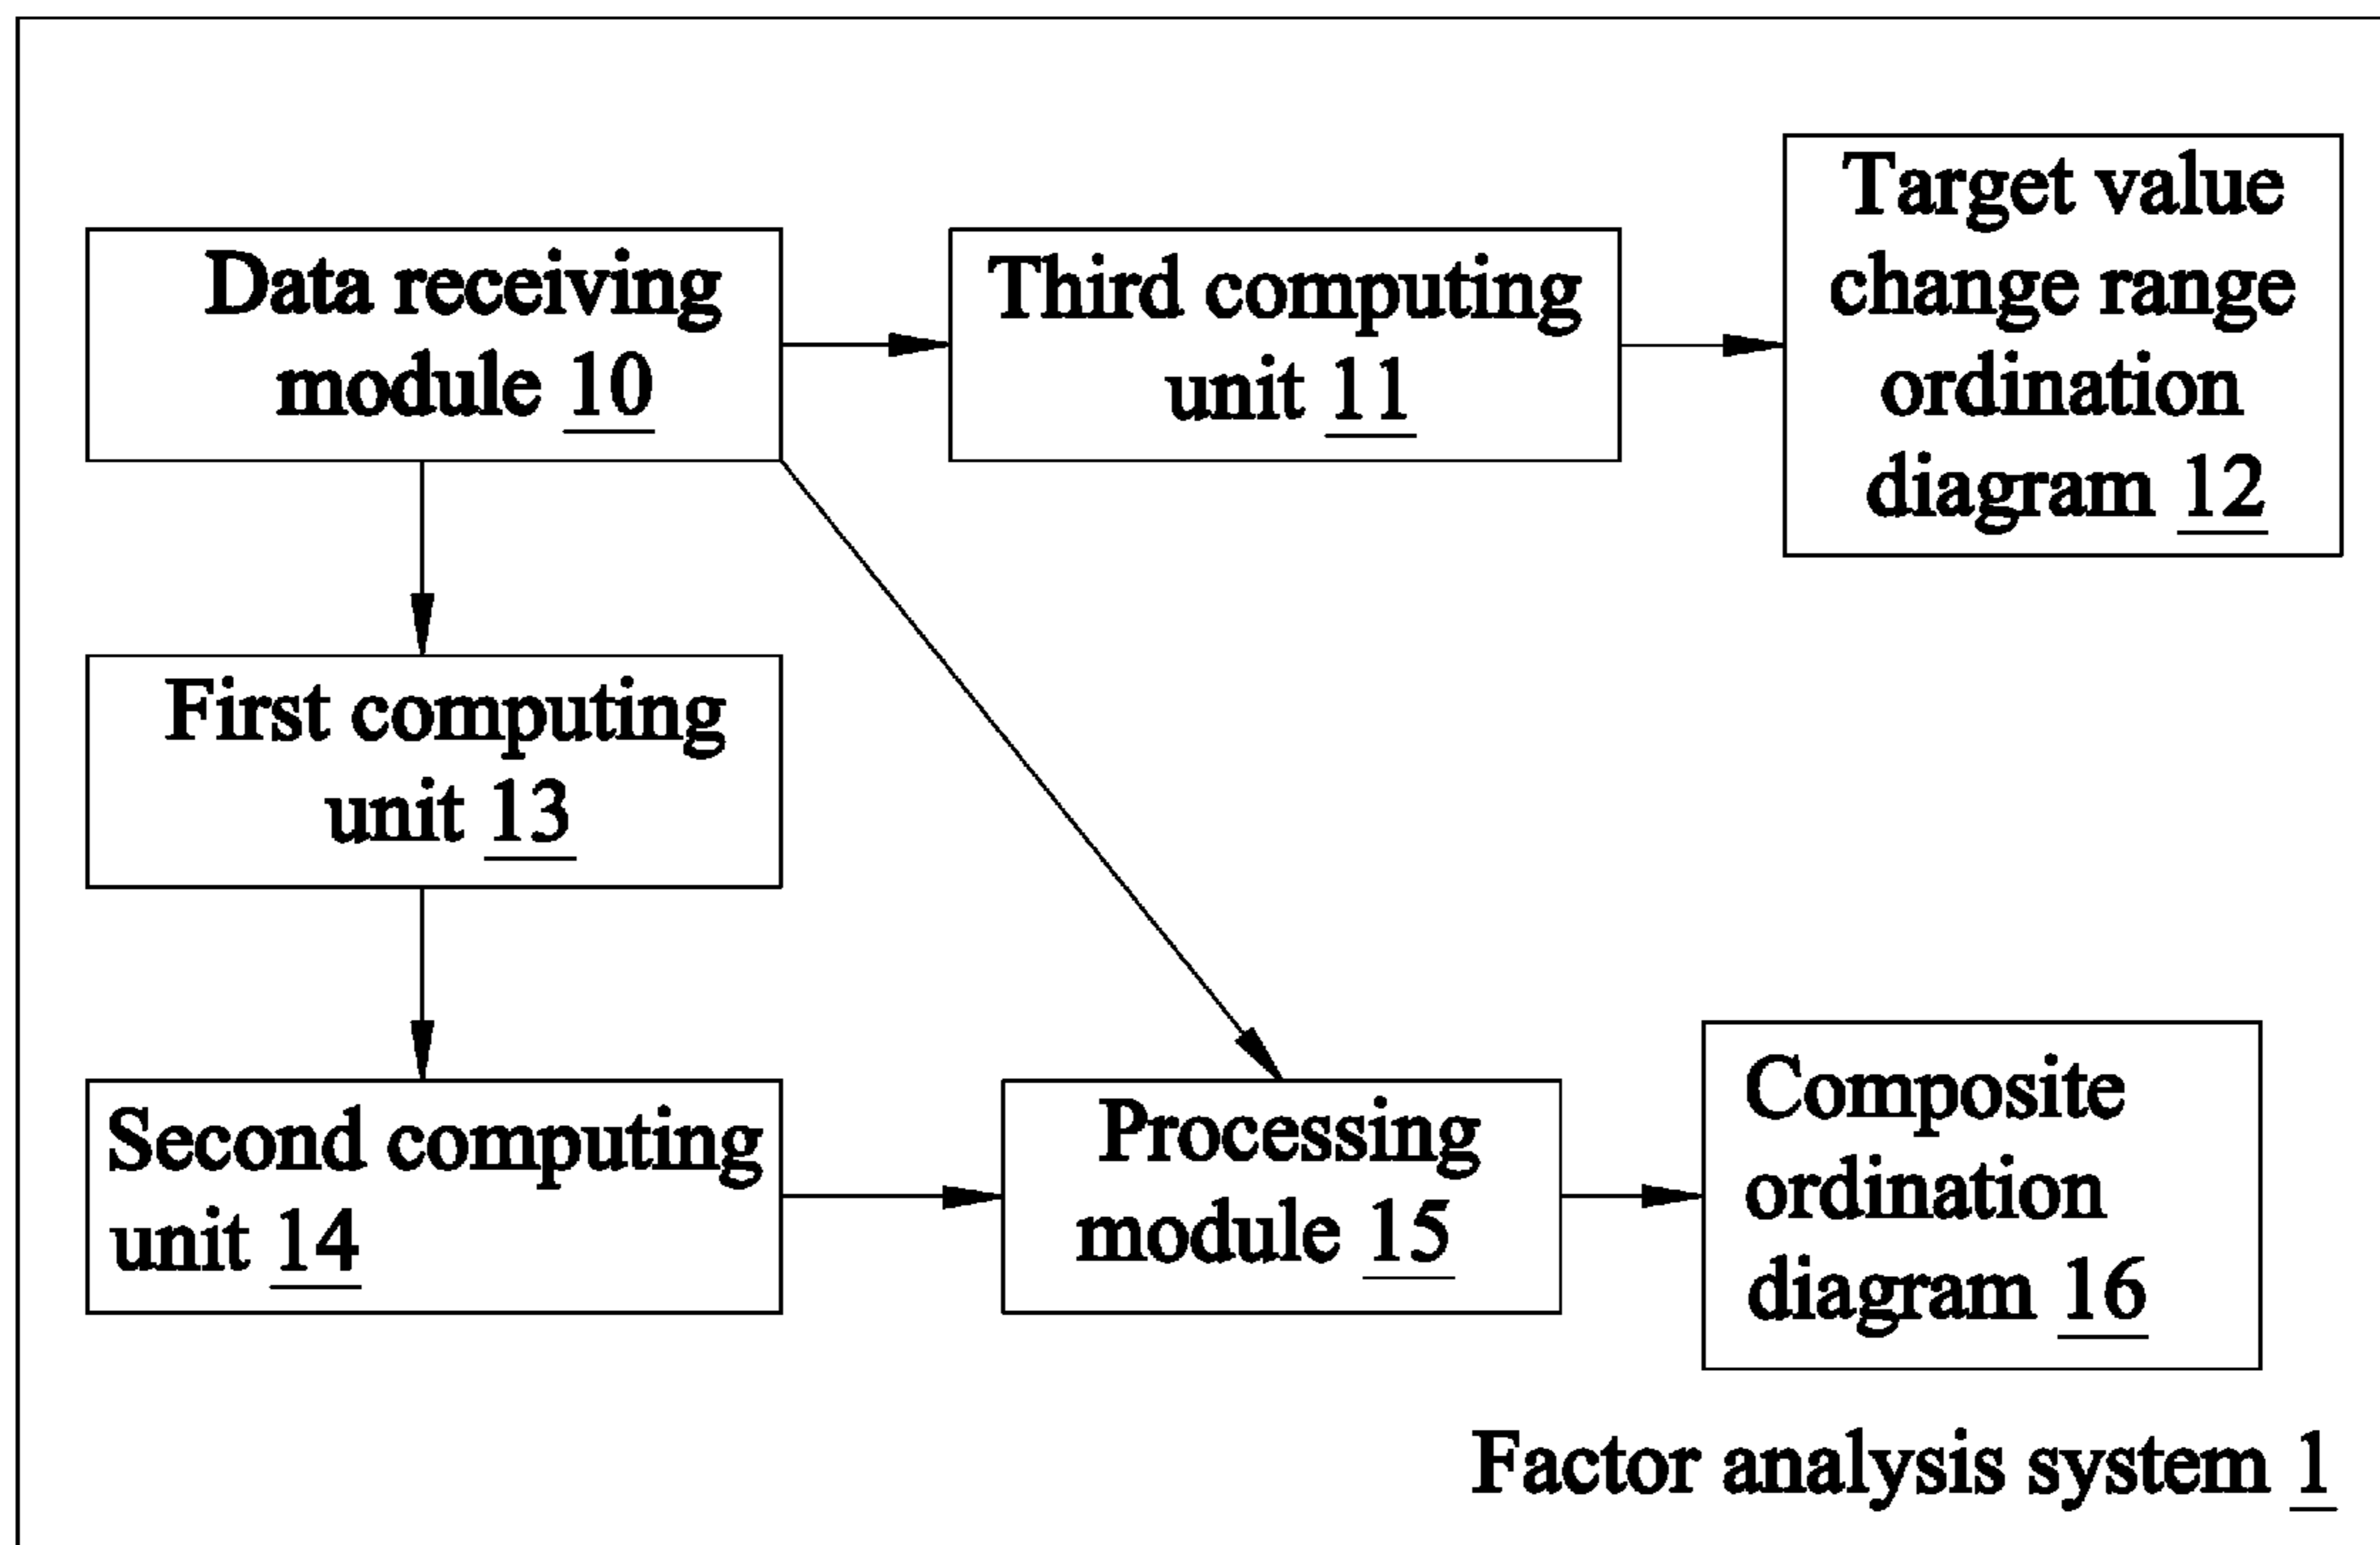 Data receiving
module 10
Third computing
unit 11
Target value
change range
ordination
diagram 12
First computing
unit 13
Second computing
unit 14
Processing
module 15
Composite
ordination
diagram 16
Factor analysis system 1